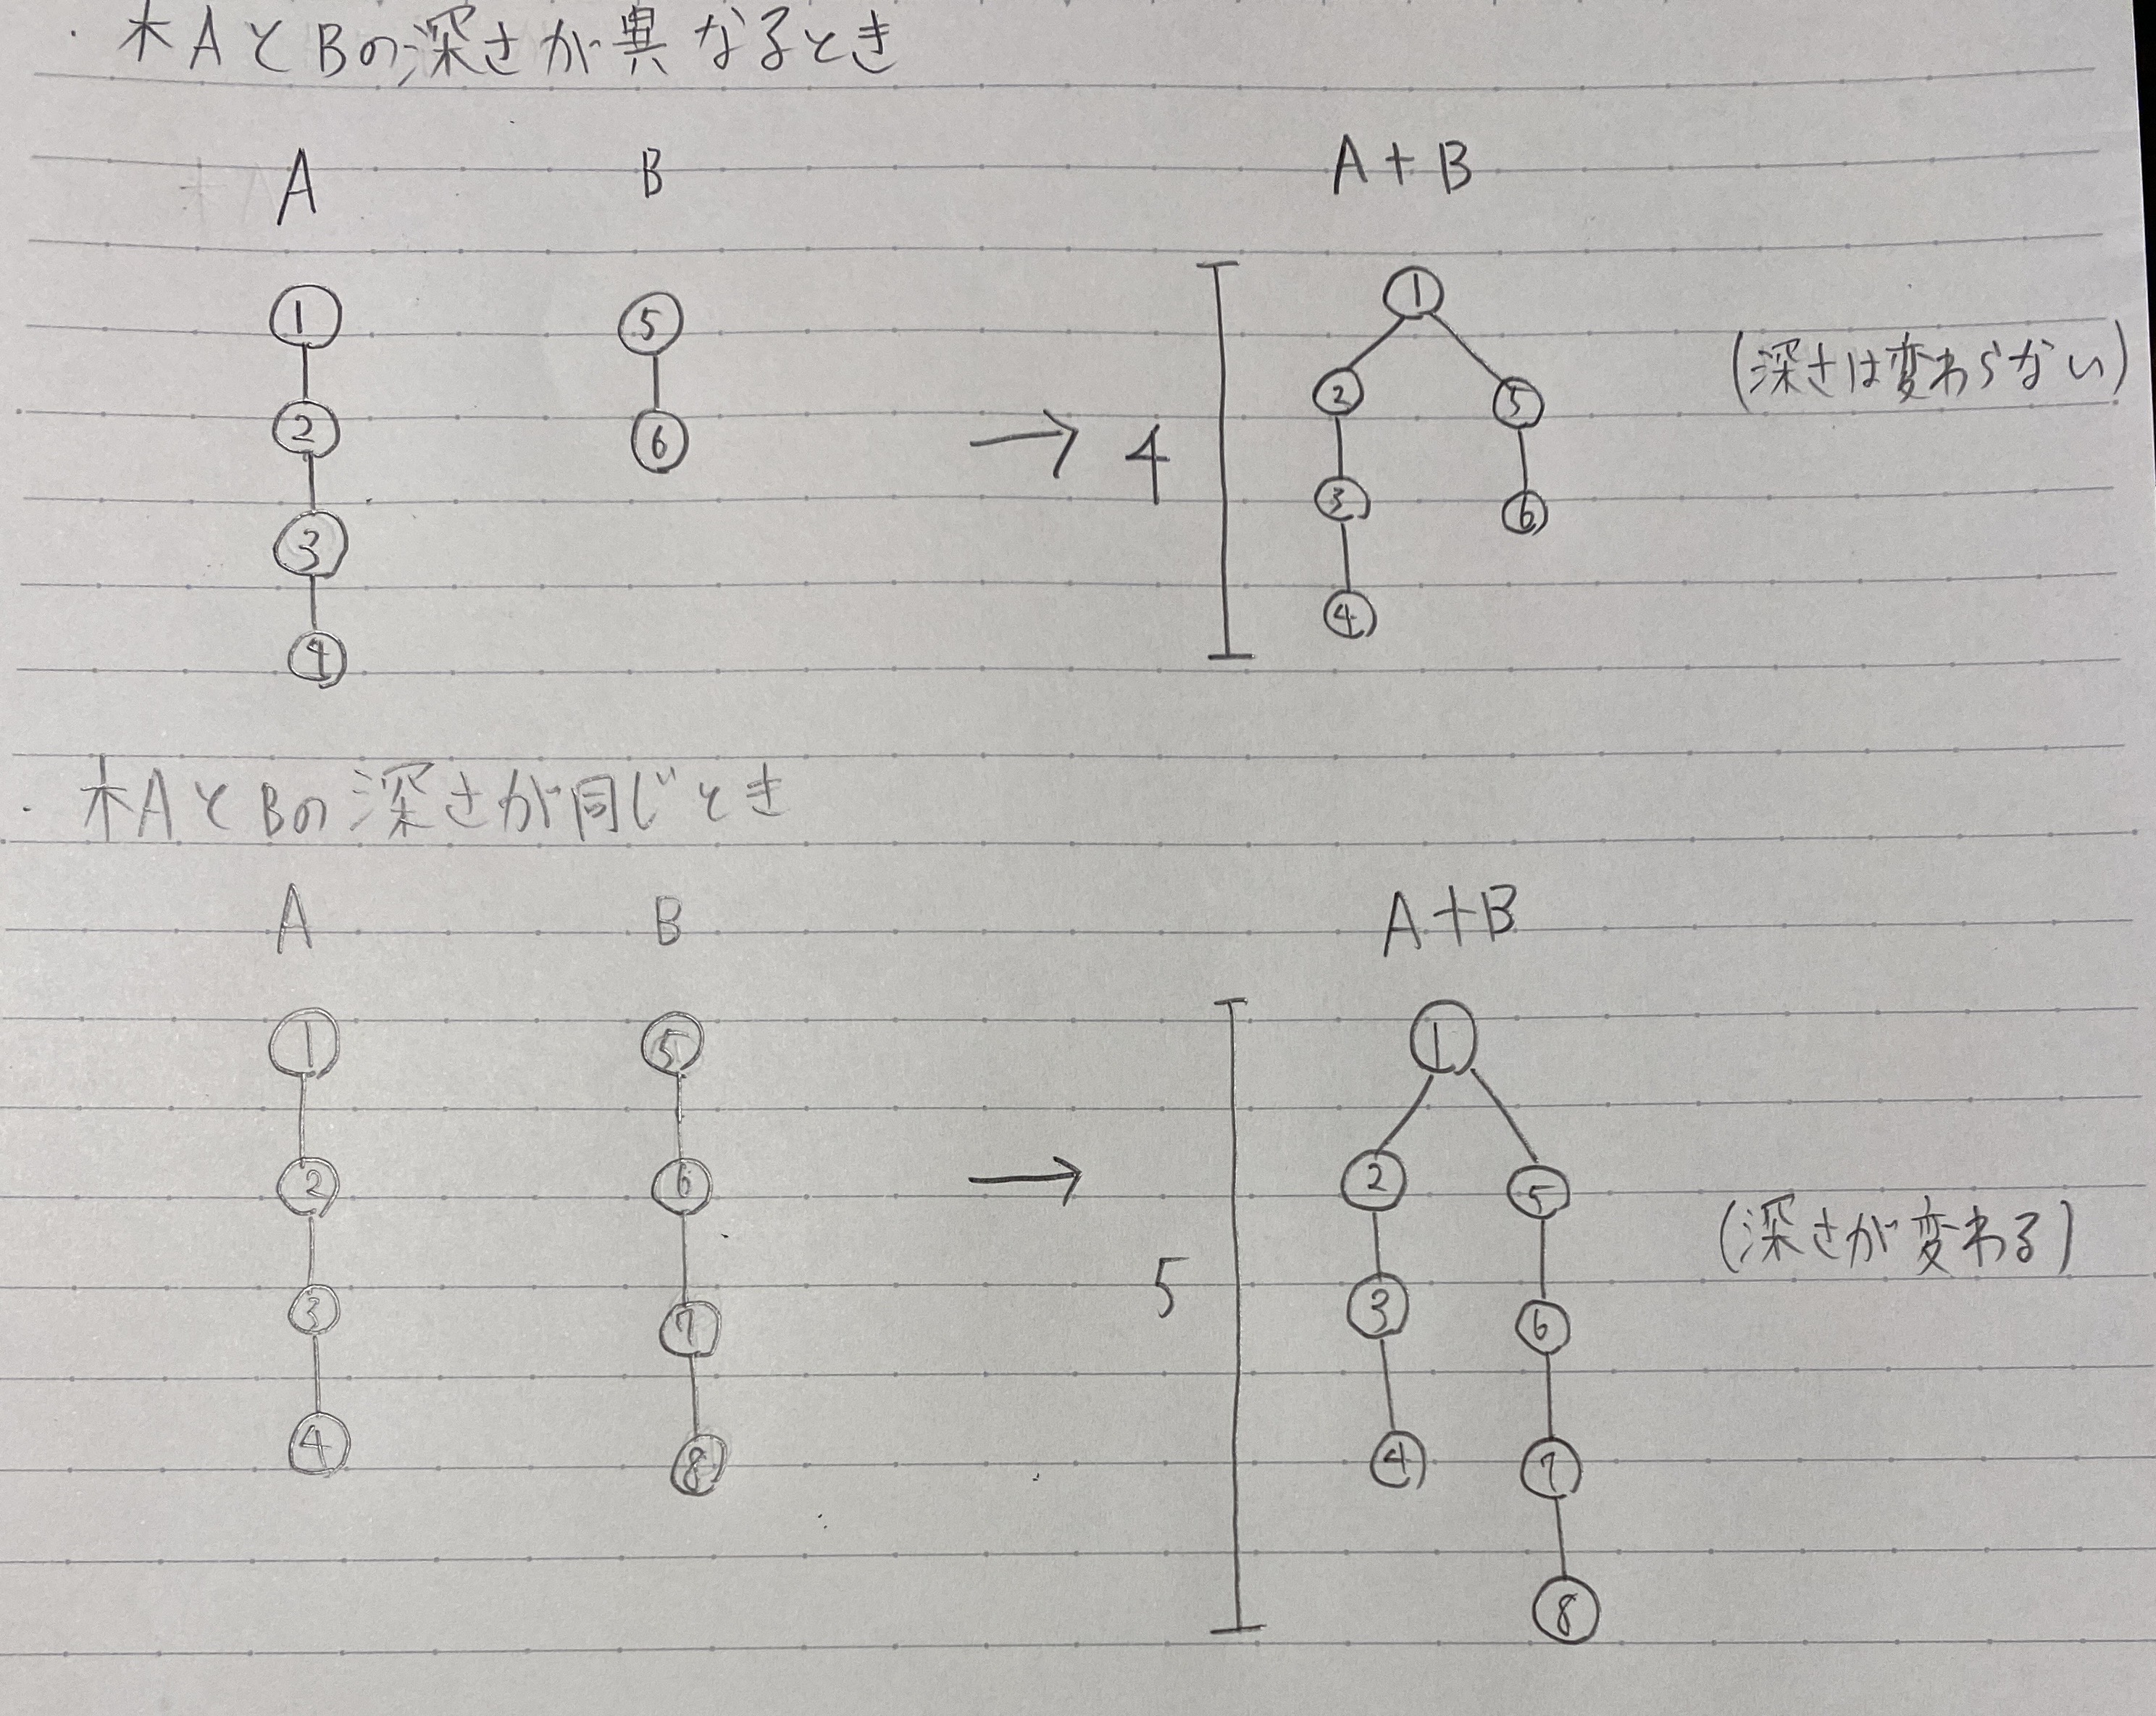 ・木AとBの深さが異なるとき
A B A+B
1 5 1
2 6 2 5
4
(深さは変わらない)
3 3 6
4 4
・木AとBの深さが同じとき
A B A+B
1 5 1
2 6 2 5
(深さが変わる)
5
3 7 3 6
4 8 4 7
8